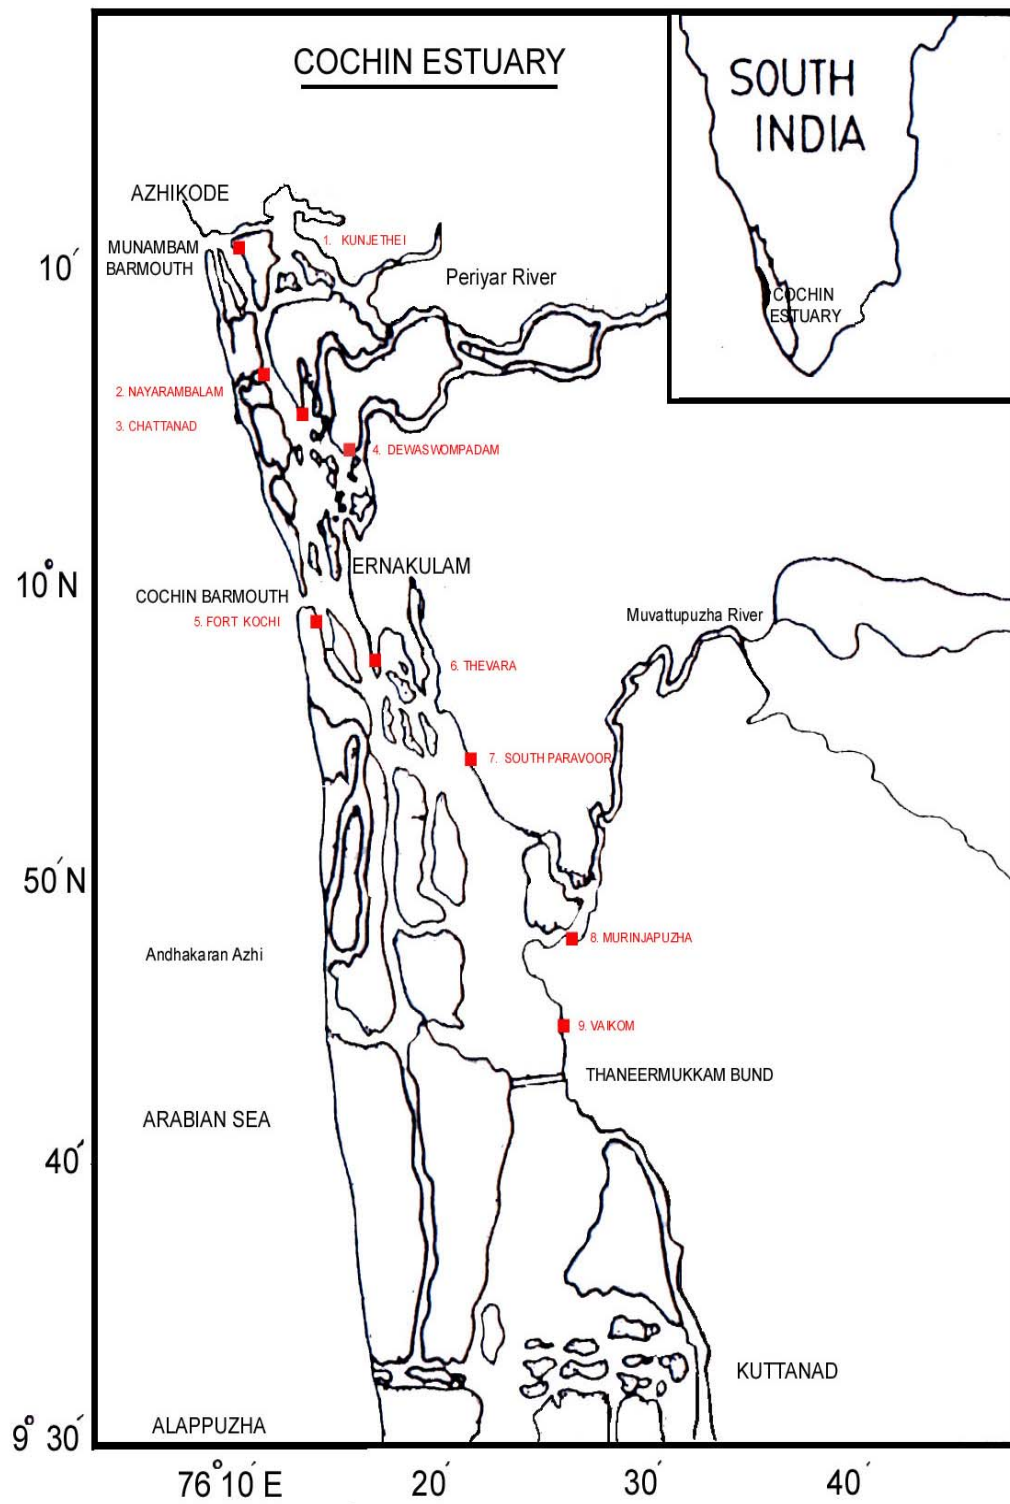 COCHIN ESTUARY
SOUTH
INDIA
COCHIN
ESTUARY
AZHIKODE
MUNAMBAM
BARMOUTH
1. KUNJETHEI
10′
Periyar River
2. NAYARAMBALAM
3. CHATTANAD
4. DEWASWOMPADAM
ERNAKULAM
10°N
COCHIN BARMOUTH
5. FORT KOCHI
Muvattupuzha River
6. THEVARA
7. SOUTH PARAVOOR
50′N
8. MURINJAPUZHA
Andhakaran Azhi
9. VAIKOM
THANEERMUKKAM BUND
ARABIAN SEA
40′
KUTTANAD
ALAPPUZHA
9° 30′
76°10′E 20′ 30′ 40′